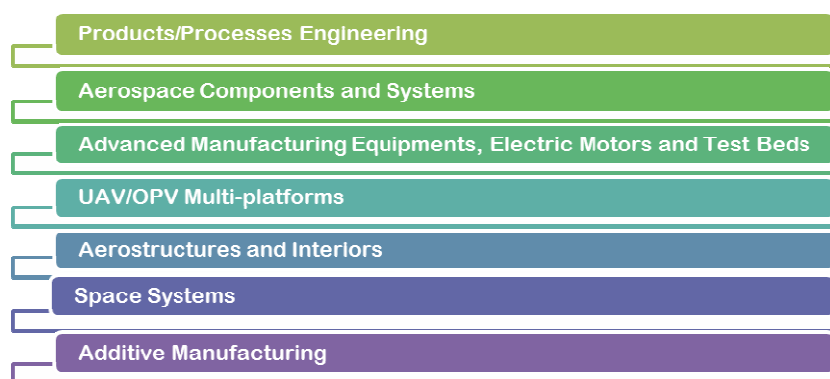 Products/Processes Engineering
Aerospace Components and Systems
Advanced Manufacturing Equipments, Electric Motors and Test Beds
UAV/OPV Multi-platforms
Aerostructures and Interiors
Space Systems
Additive Manufacturing